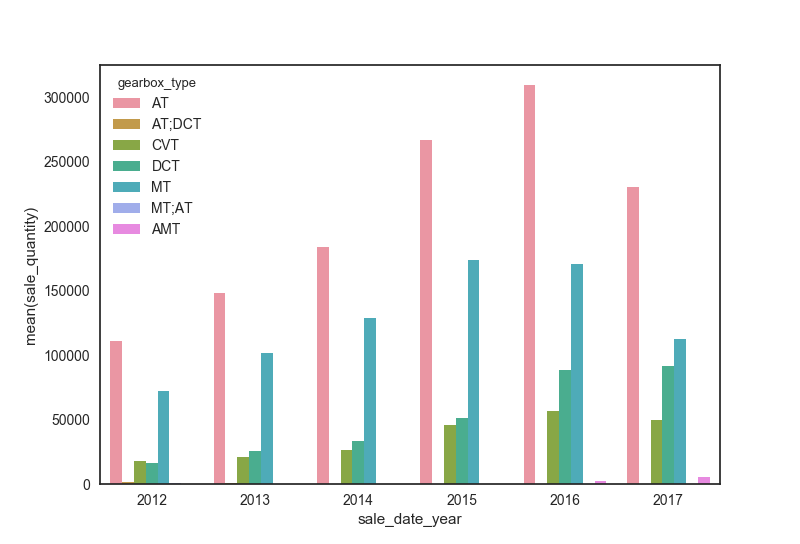 gearbox_type
AT
AT;DCT
CVT
DCT
MT
MT;AT
AMT
300000
250000
200000
150000
100000
50000
0
mean(sale_quantity)
2012 2013 2014 2015 2016 2017
sale_date_year